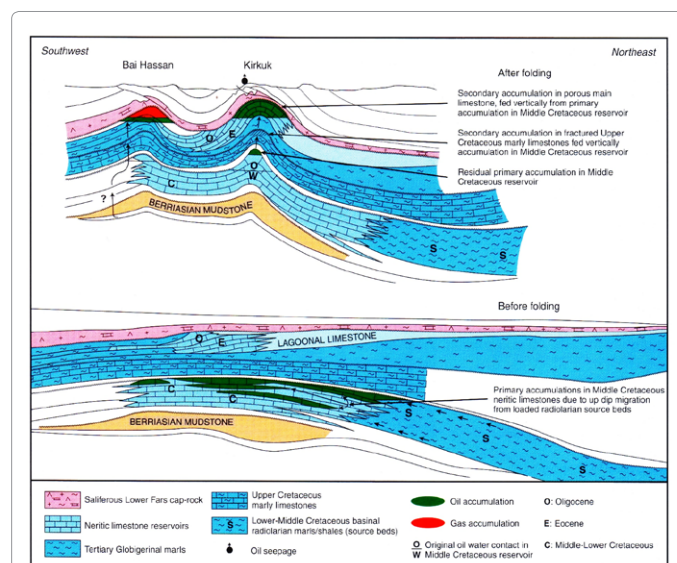 Southwest
Northeast
Bai Hassan
Kirkuk
After folding
Secondary accumulation in porous main
limestone, fed vertically from primary
accumulation in Middle Cretaceous reservoir
Secondary accumulation in fractured Upper
Cretaceous marly limestones fed vertically
accumulation in Middle Cretaceous reservoir
Residual primary accumulation in Middle
Cretaceous reservoir
O
E
O
W
C
?
BERRIASIAN MUDSTONE
S
S
Before folding
O
E
LAGOONAL LIMESTONE
C
C
BERRIASIAN MUDSTONE
Primary accumulations in Middle Cretaceous
neritic limestones due to up dip migration
from loaded radiolarian source beds
S
S
S
Saliferous Lower Fars cap-rock
Neritic limestone reservoirs
Tertiary Globigerinal marls
Upper Cretaceous
marly limestones
S
Lower-Middle Cretaceous basinal
radiolarian marls/shales (source beds)
Oil seepage
Oil accumulation
Gas accumulation
O
W
Original oil water contact in
Middle Cretaceous reservoir
O: Oligocene
E: Eocene
C: Middle-Lower Cretaceous